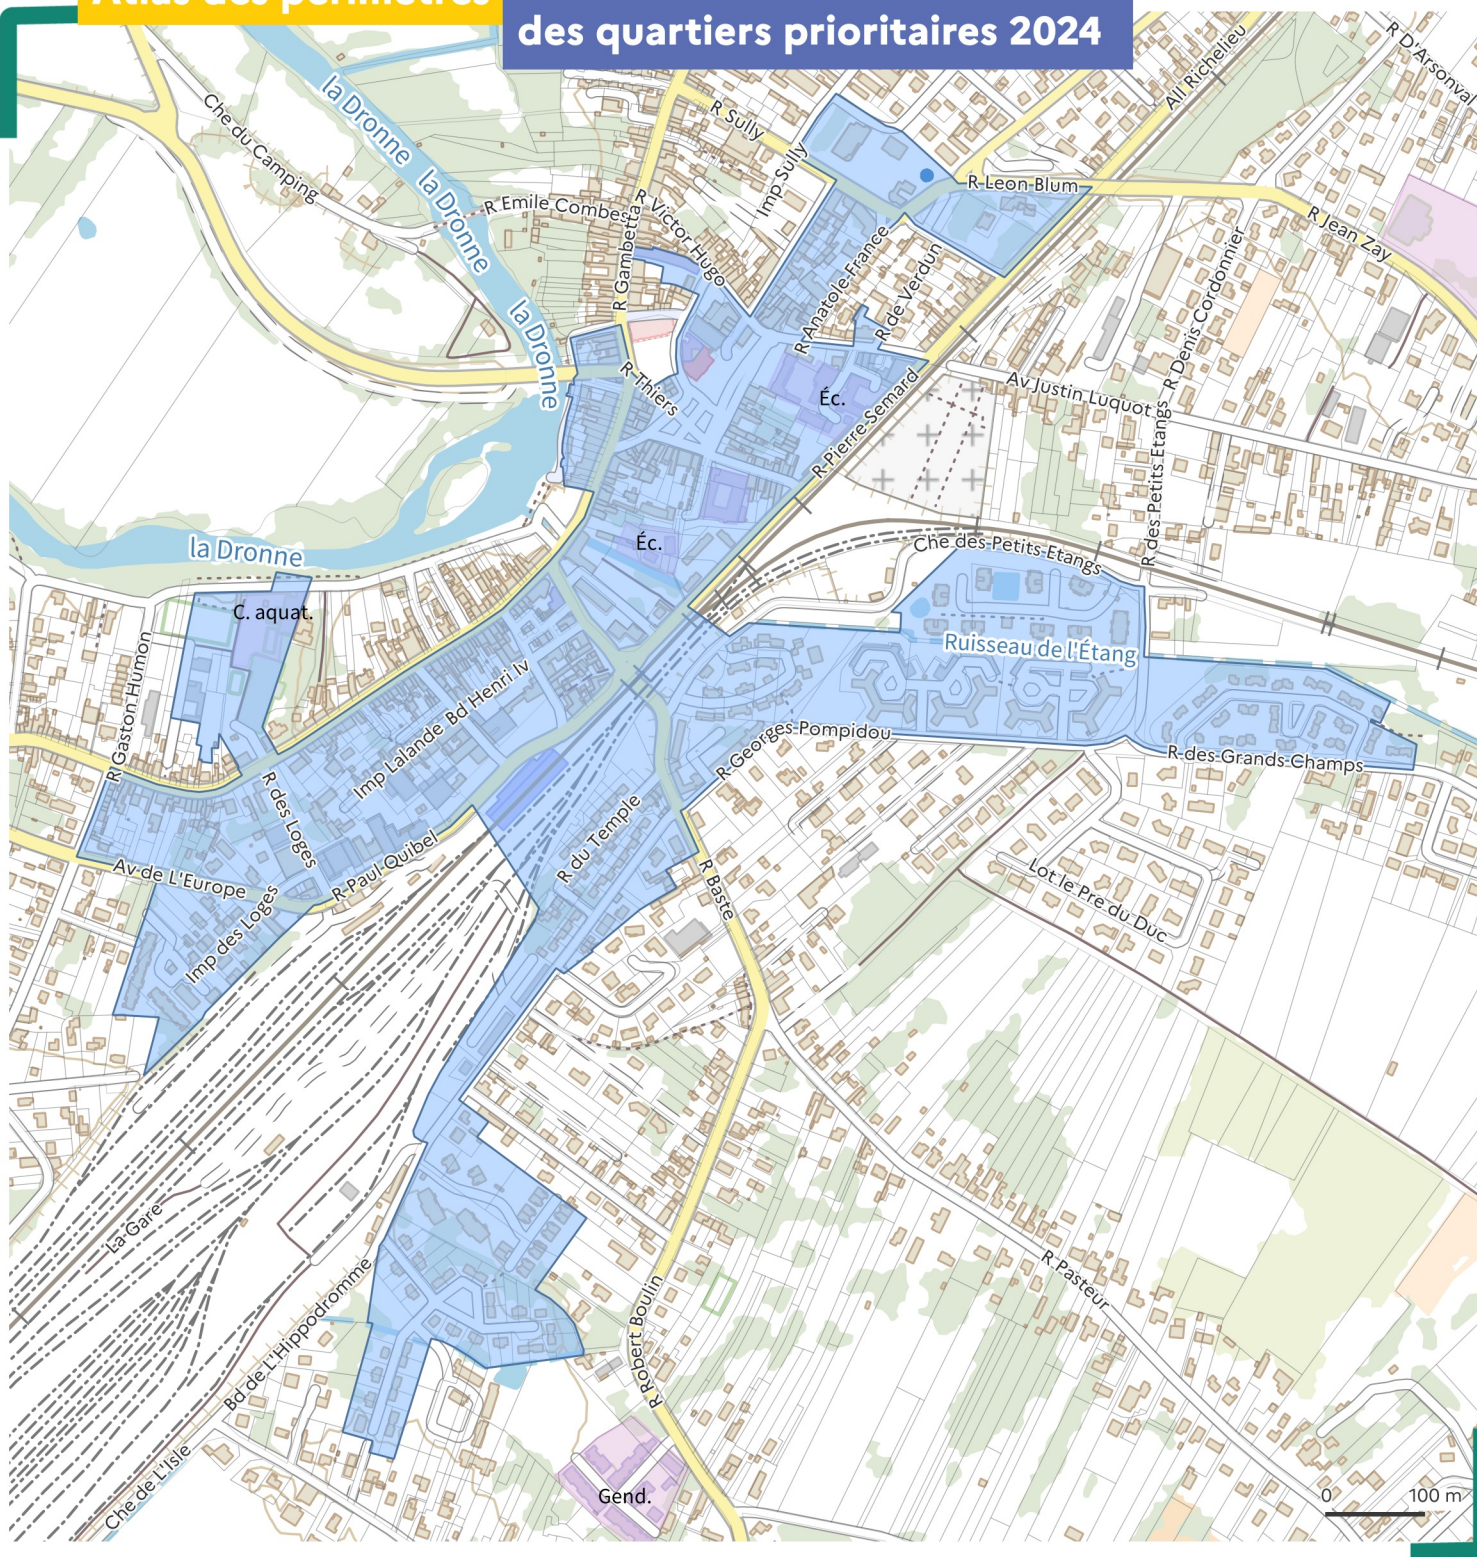 Atlas des périmètres
des quartiers prioritaires 2024
R D'Arsonval
All Richelieu
la Dronne
Che du Camping
R Sully
Imp Sully
la Dronne
R Leon Blum
R Emile Combes
R Victor Hugo
R Gambetta
R Jean Zay
R Anatole France
R de Verdun
R Denis Cordonnier
la Dronne
R Thiers
Éc.
R Pierre Semard
Av Justin Luquot
R des Petits Etangs
la Dronne
Éc.
Che des Petits Etangs
C. aquat.
Ruisseau de l'Étang
R Gaston Humon
Bd Henri Iv
Imp Lalande
R Georges Pompidou
R des Grands Champs
R des Loges
R du Temple
R Paul Quibel
Av de L'Europe
R Baste
Lot le Pre du Duc
Imp des Loges
La Gare
R Pasteur
Bd de L'Hippodromme
R Robert Boulin
Che de L'Isle
Gend.
0 100 m